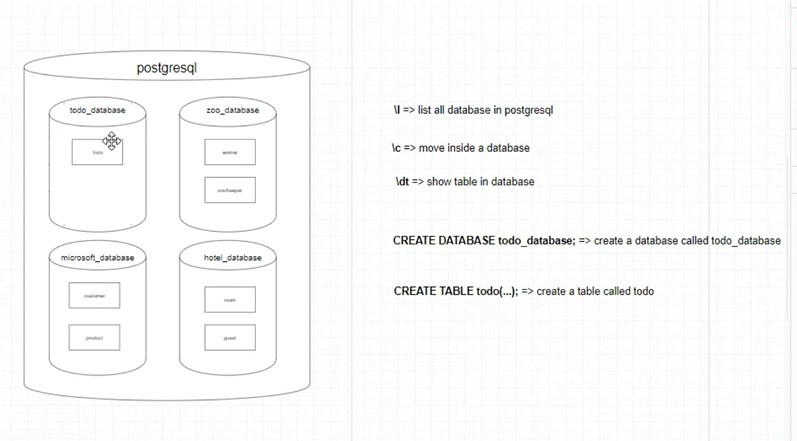 postgresql
todo_database
zoo_database
todo
animal
zookeeper
microsoft_database
hotel_database
customer
room
product
guest
\l => list all database in postgresql
\c => move inside a database
\dt => show table in database
CREATE DATABASE todo_database; => create a database called todo_database
CREATE TABLE todo(...); => create a table called todo